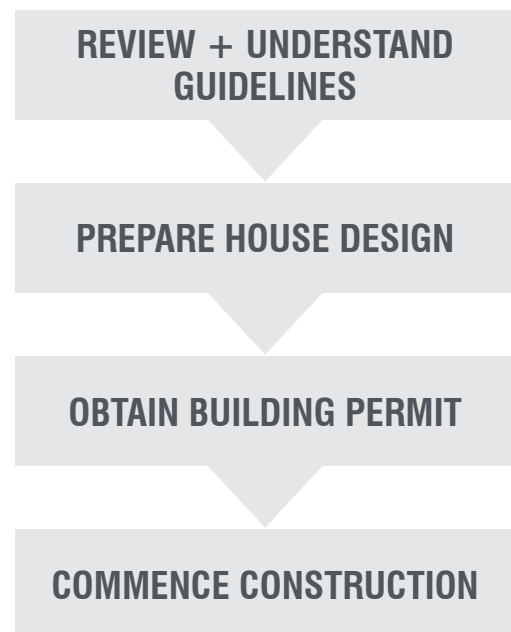 REVIEW + UNDERSTAND
GUIDELINES
PREPARE HOUSE DESIGN
OBTAIN BUILDING PERMIT
COMMENCE CONSTRUCTION